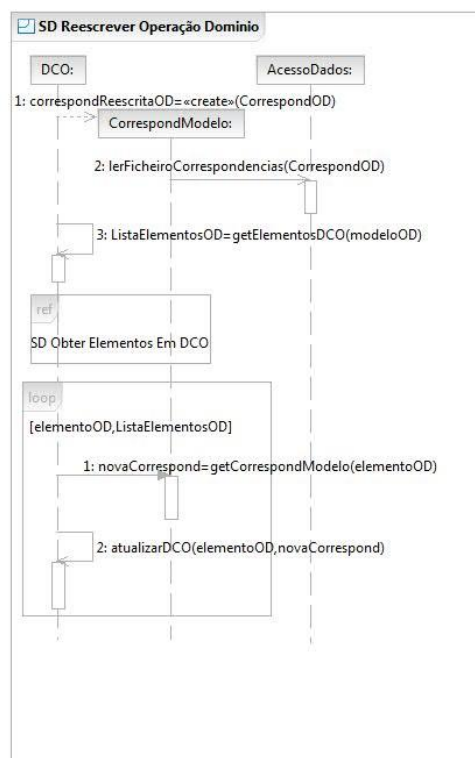 SD Reescrever Operação Dominio
DCO:
AcessoDados:
1: correspondReescritaOD=«create»(CorrespondOD)
CorrespondModelo:
2: lerFicheiroCorrespondencias(CorrespondOD)
3: ListaElementosOD=getElementosDCO(modeloOD)
ref
SD Obter Elementos Em DCO
loop
[elementoOD,ListaElementosOD]
1: novaCorrespond=getCorrespondModelo(elementoOD)
2: atualizarDCO(elementoOD,novaCorrespond)